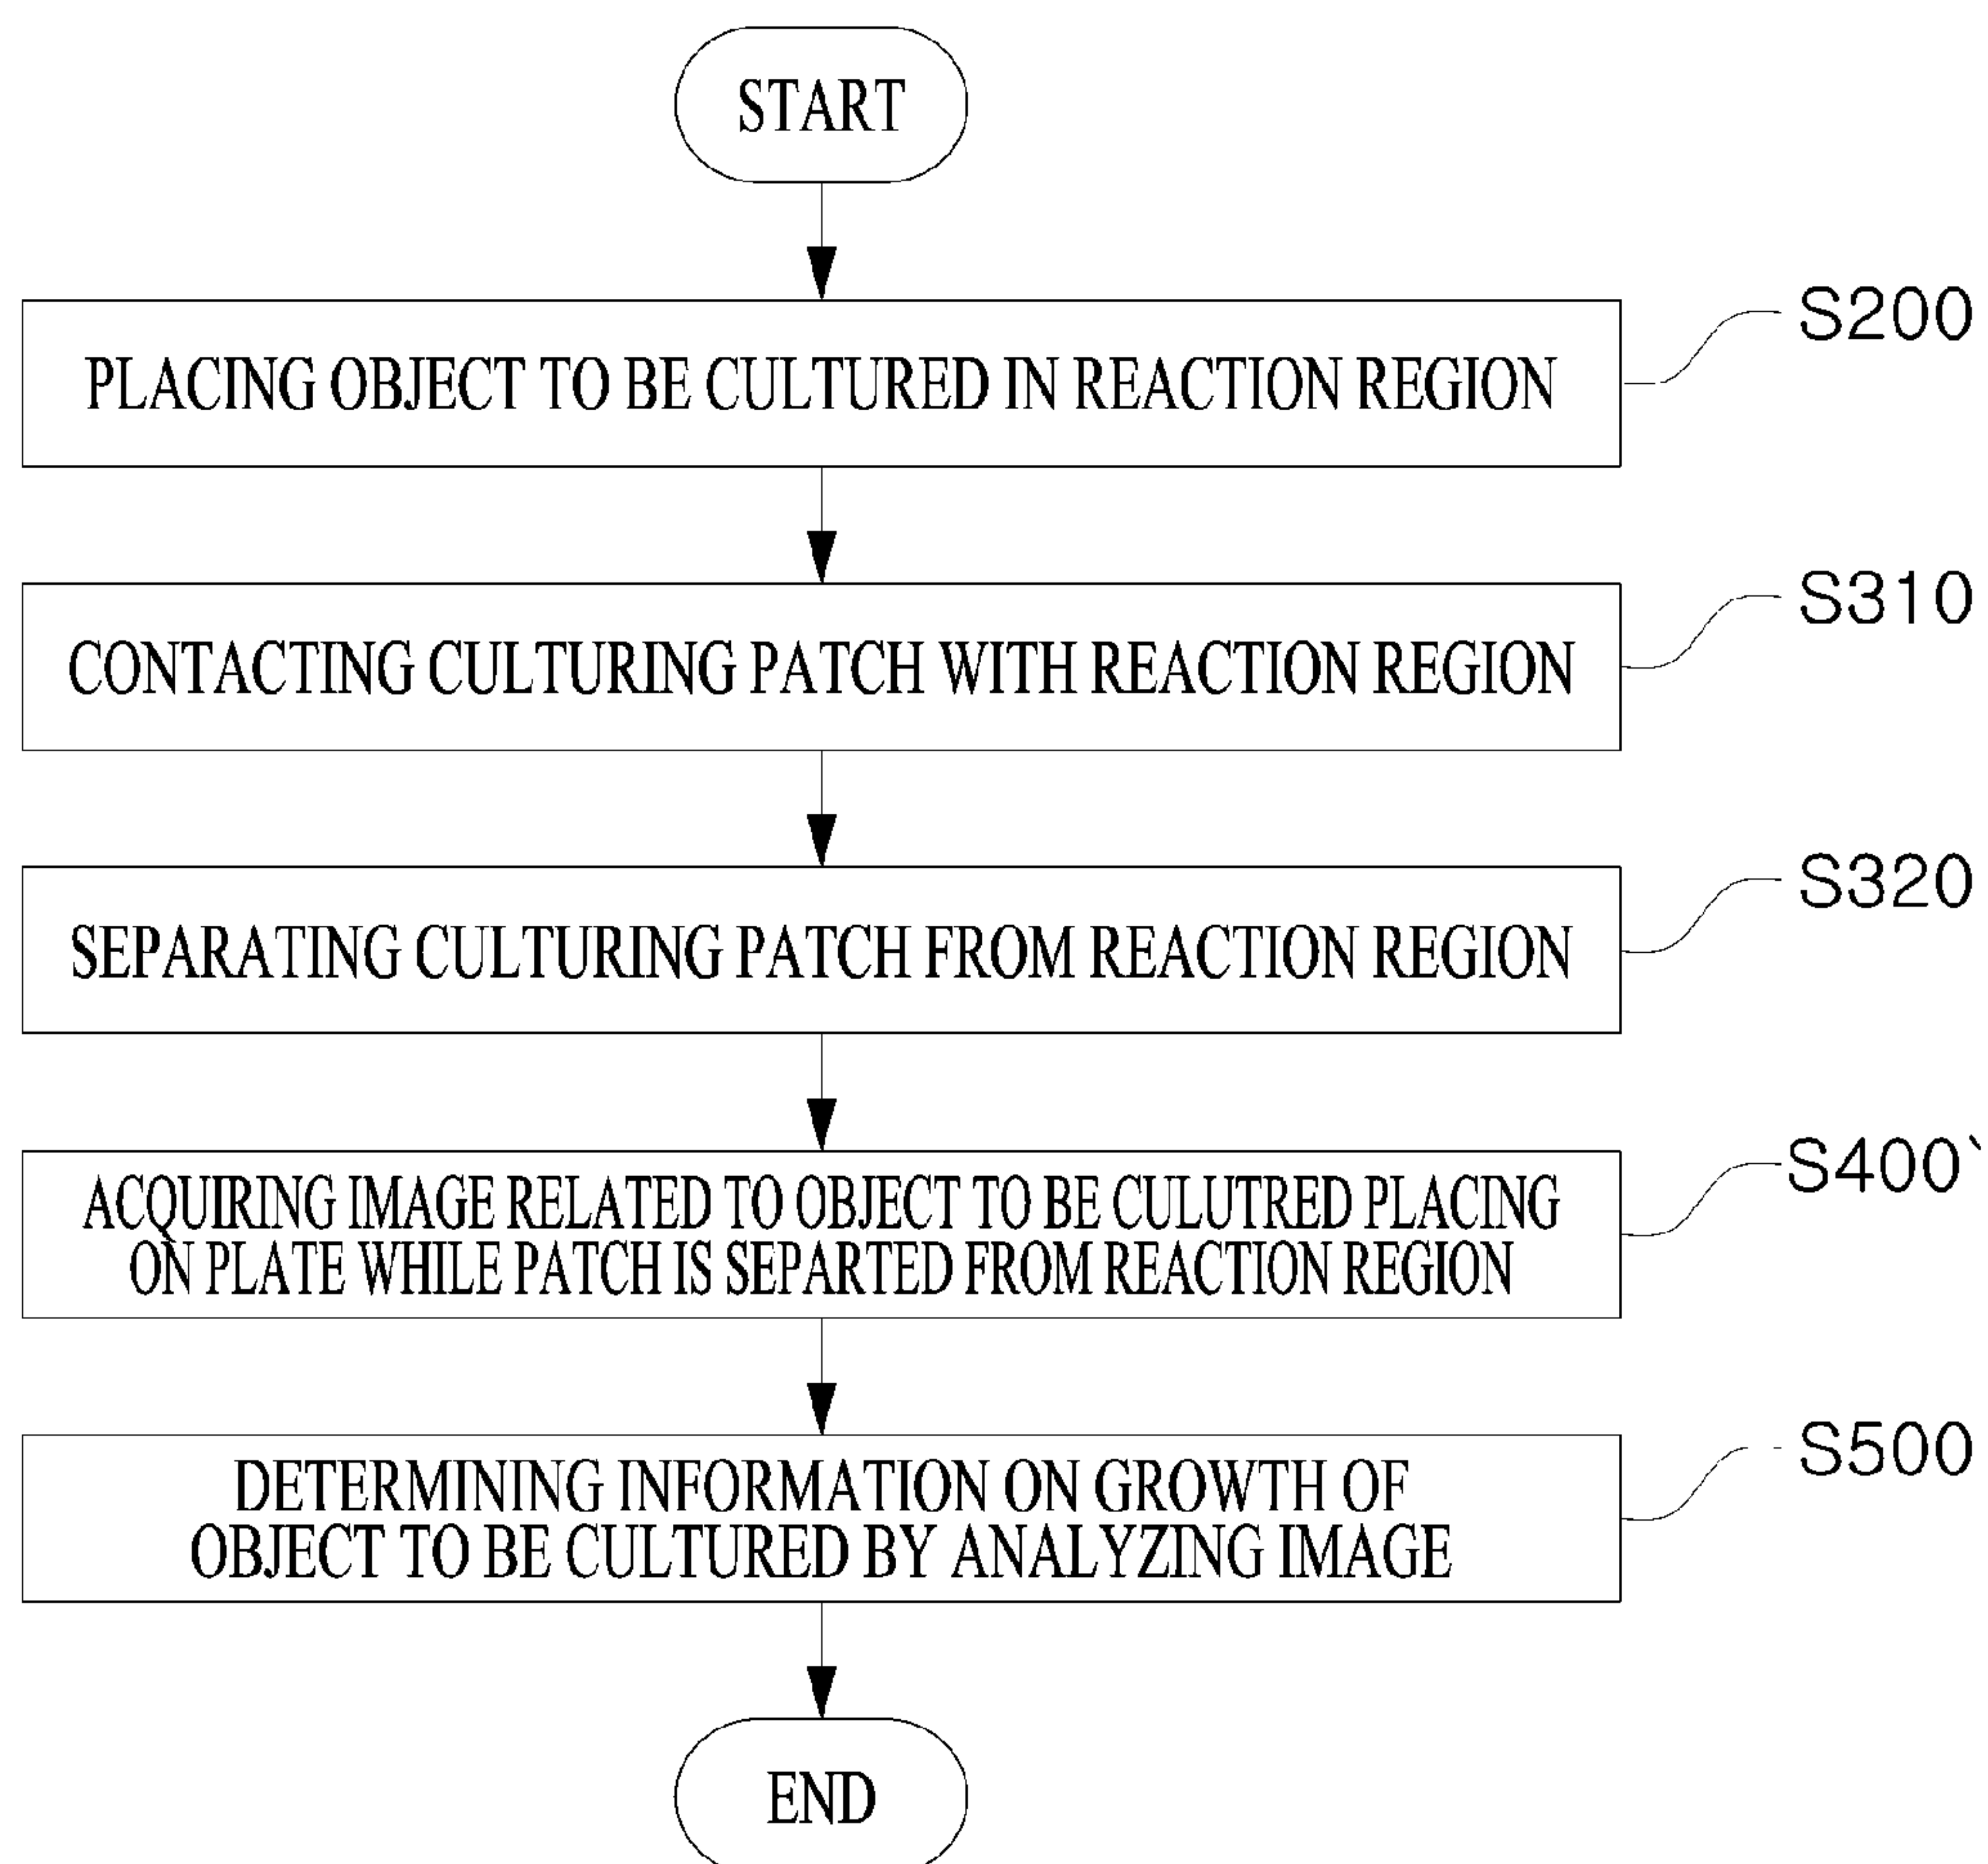 START
PLACING OBJECT TO BE CULTURED IN REACTION REGION
S200
CONTACTING CULTURING PATCH WITH REACTION REGION
S310
SEPARATING CULTURING PATCH FROM REACTION REGION
S320
ACQUIRING IMAGE RELATED TO OBJECT TO BE CULUTRED PLACING
ON PLATE WHILE PATCH IS SEPARTED FROM REACTION REGION
S400`
DETERMINING INFORMATION ON GROWTH OF
OBJECT TO BE CULTURED BY ANALYZING IMAGE
S500
END